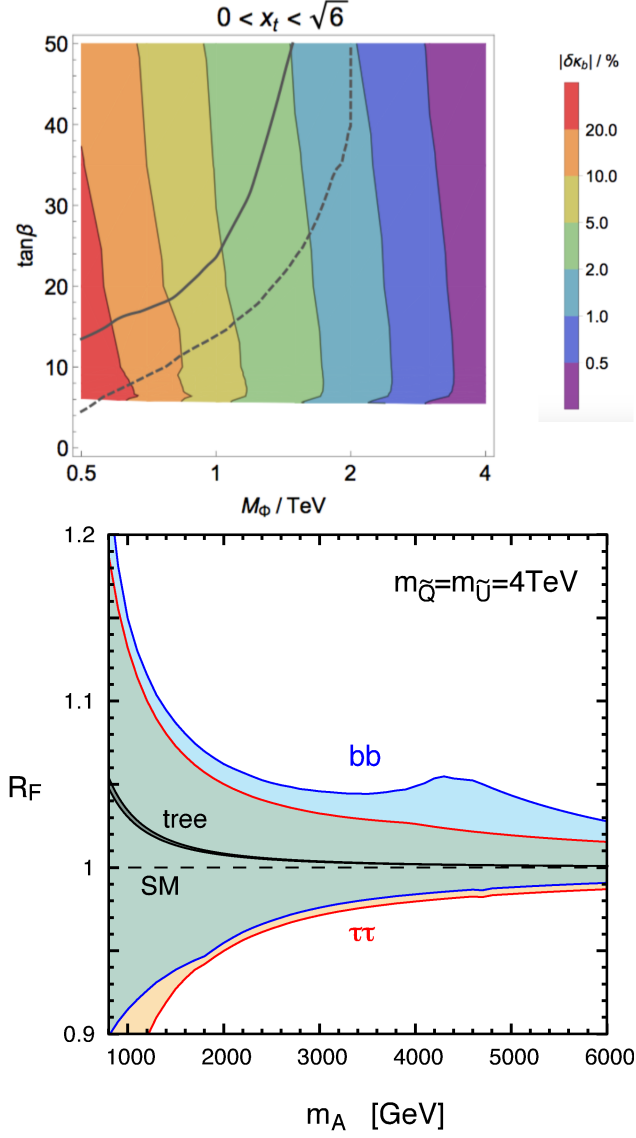 0 < x_t < √6
50
40
30
20
10
0
tanβ
0.5 1 2 4
M_Φ / TeV
|δκ_b| / %
20.0
10.0
5.0
2.0
1.0
0.5
1.2
1.1
1
0.9
R_F
m_Q̃=m_Ũ=4TeV
bb
tree
SM
ττ
1000 2000 3000 4000 5000 6000
m_A [GeV]